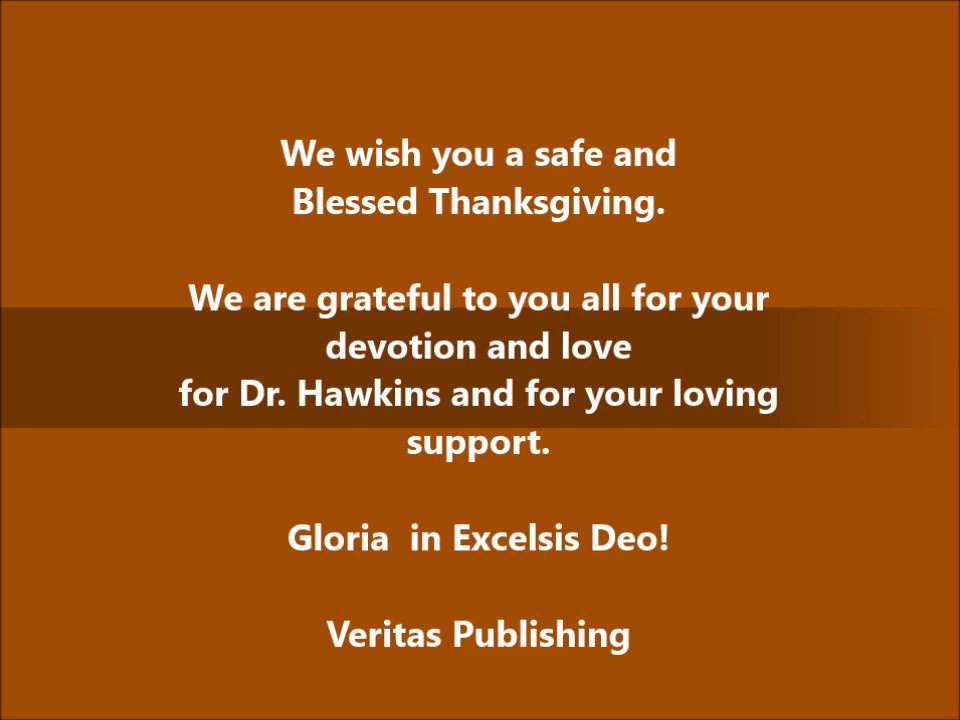 We wish you a safe and
Blessed Thanksgiving.
We are grateful to you all for your
devotion and love
for Dr. Hawkins and for your loving
support.
Gloria  in Excelsis Deo!
Veritas Publishing